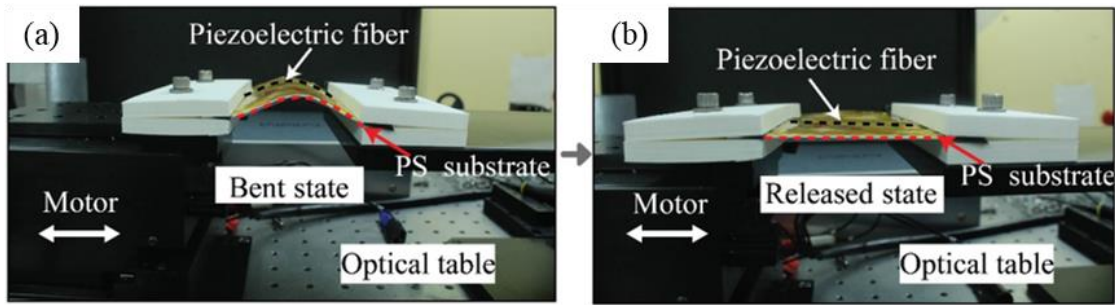 (a)
Piezoelectric fiber
PS substrate
Bent state
Motor
Optical table
(b)
Piezoelectric fiber
PS substrate
Released state
Motor
Optical table